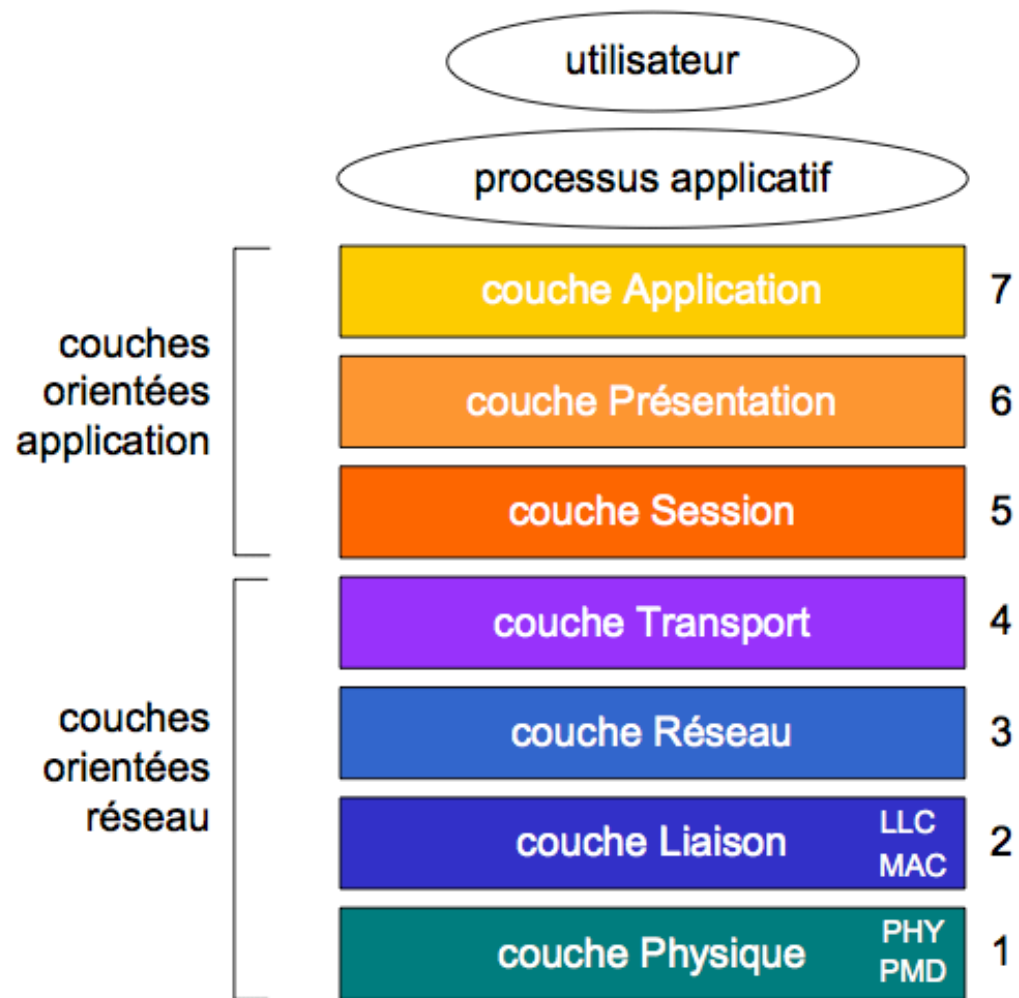 utilisateur
processus applicatif
couches
orientées
application
couche Application 7
couche Présentation 6
couche Session 5
couches
orientées
réseau
couche Transport 4
couche Réseau 3
couche Liaison LLC MAC 2
couche Physique PHY PMD 1